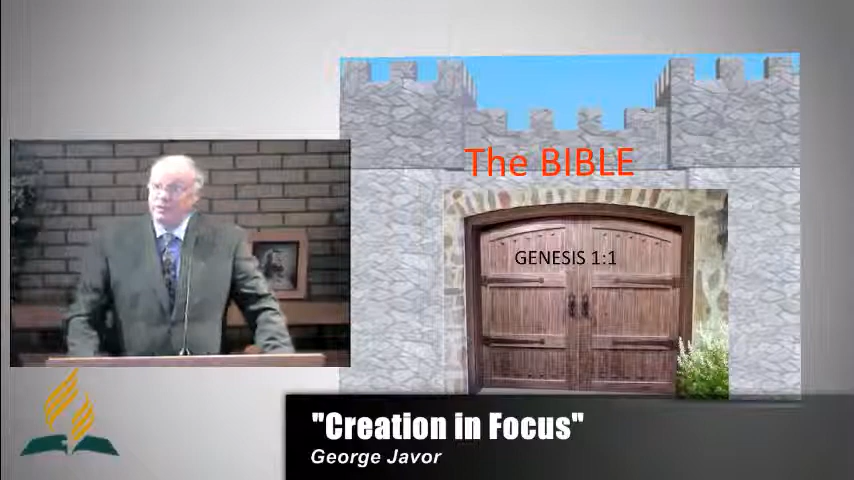 The BIBLE
GENESIS 1:1
"Creation in Focus"
George Javor